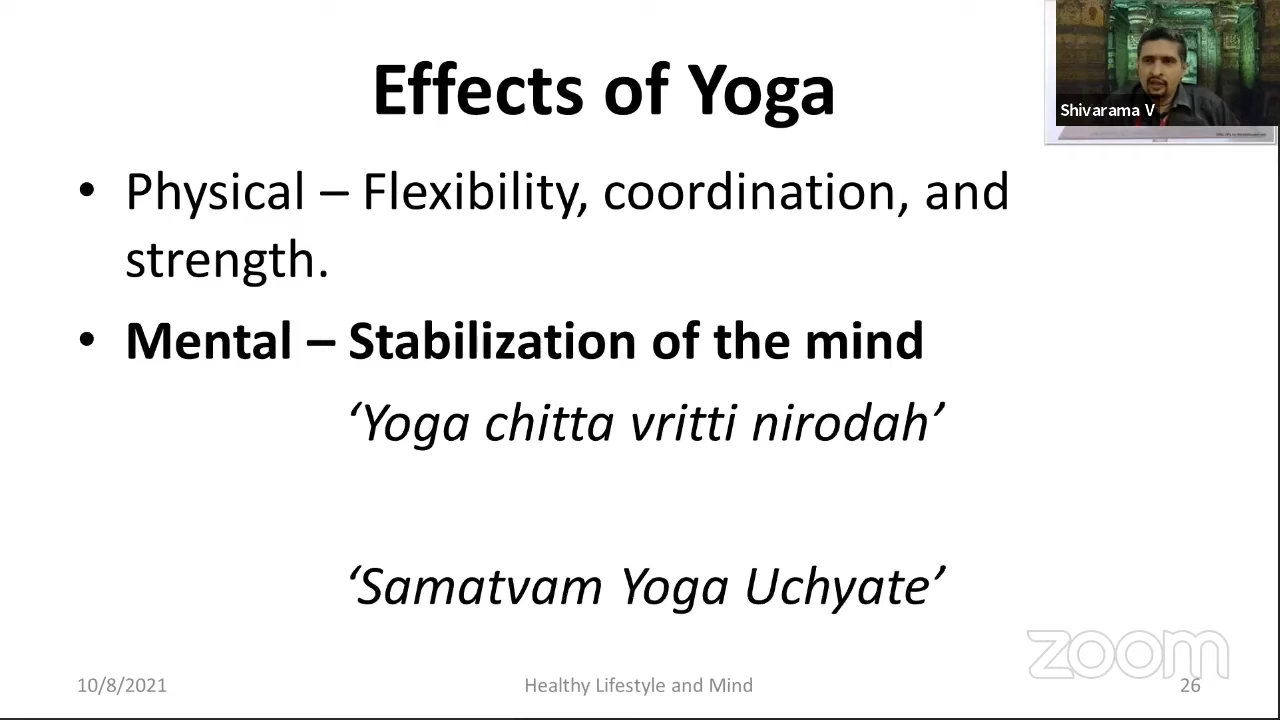 Effects of Yoga
Shivarama V
• Physical – Flexibility, coordination, and
strength.
• Mental – Stabilization of the mind
‘Yoga chitta vritti nirodah’
‘Samatvam Yoga Uchyate’
zoom
10/8/2021 Healthy Lifestyle and Mind 26